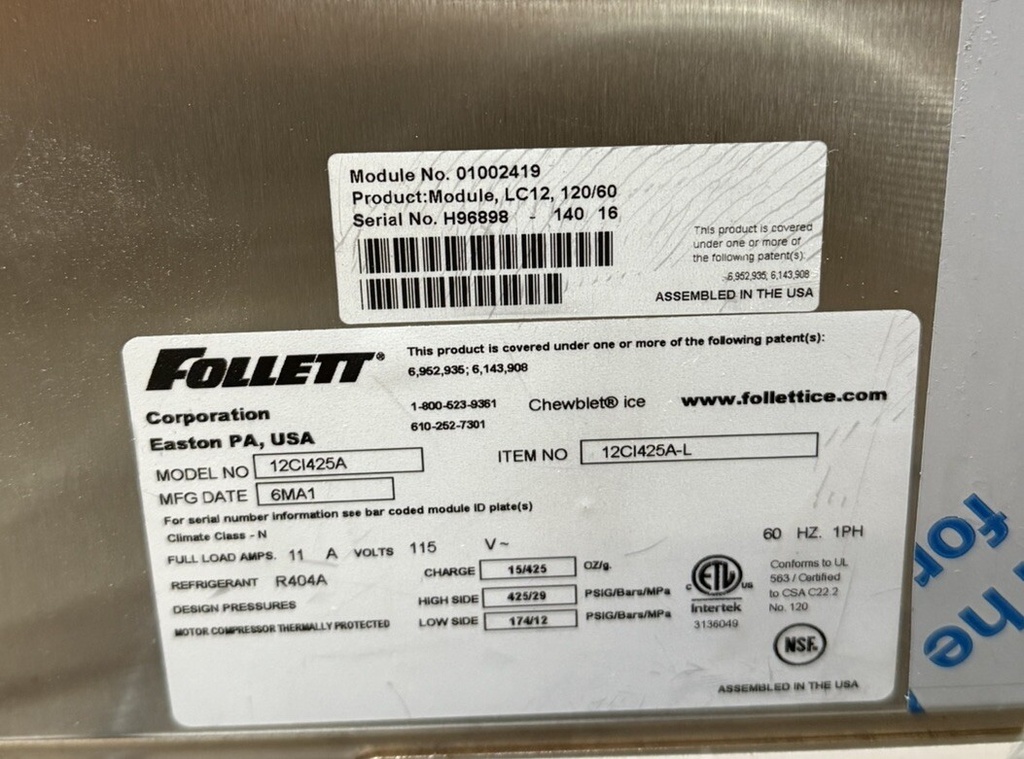 Module No. 01002419
Product:Module, LC12, 120/60
Serial No. H96898 - 140 16
This product is covered
under one or more of
the following patent(s):
6,952,935; 6,143,908
ASSEMBLED IN THE USA
FOLLETT®
This product is covered under one or more of the following patent(s):
6,952,935; 6,143,908
Corporation
Easton PA, USA
1-800-523-9361
610-252-7301
Chewblet® ice
www.follettice.com
MODEL NO 12CI425A
ITEM NO 12CI425A-L
MFG DATE 6MA1
For serial number information see bar coded module ID plate(s)
Climate Class - N
FULL LOAD AMPS. 11 A VOLTS 115 V~ 60 HZ. 1PH
REFRIGERANT R404A
CHARGE 15/425 OZ/g.
DESIGN PRESSURES
HIGH SIDE 425/29 PSIG/Bars/MPa
MOTOR COMPRESSOR THERMALLY PROTECTED
LOW SIDE 174/12 PSIG/Bars/MPa
c ETL us
Intertek
3136049
Conforms to UL
563 / Certified
to CSA C22.2
No. 120
NSF®
ASSEMBLED IN THE USA
for
he